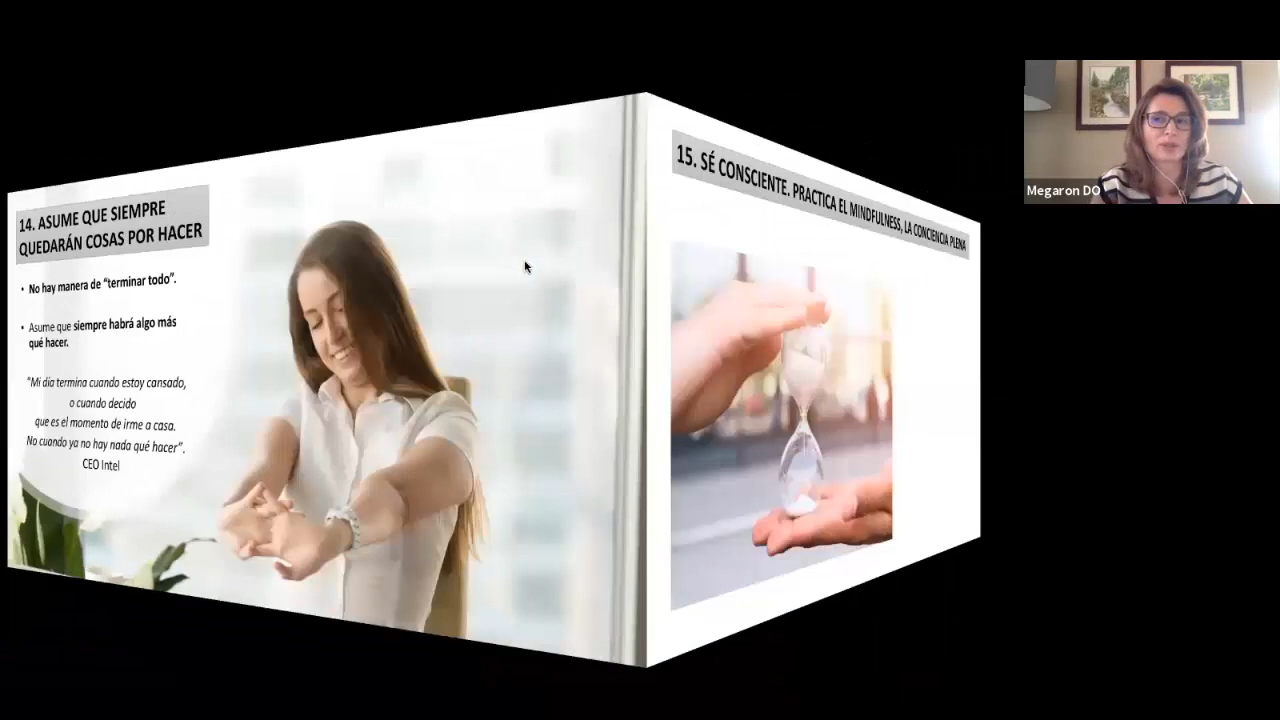 14. ASUME QUE SIEMPRE
QUEDARÁN COSAS POR HACER
• No hay manera de “terminar todo”.
• Asume que siempre habrá algo más
qué hacer.
"Mi día termina cuando estoy cansado,
o cuando decido
que es el momento de irme a casa.
No cuando ya no hay nada qué hacer”.
CEO Intel
15. SÉ CONSCIENTE. PRACTICA EL MINDFULNESS, LA CONCIENCIA PLENA
Megaron DO